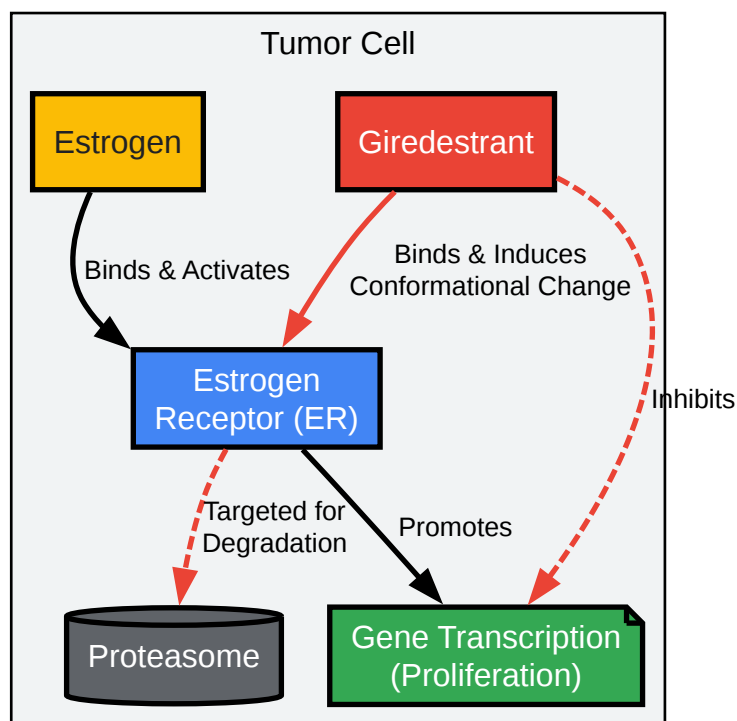 Tumor Cell
Estrogen
Giredestrant
Binds & Activates
Binds & Induces
Conformational Change
Estrogen
Receptor (ER)
Inhibits
Targeted for
Degradation
Promotes
Proteasome
Gene Transcription
(Proliferation)